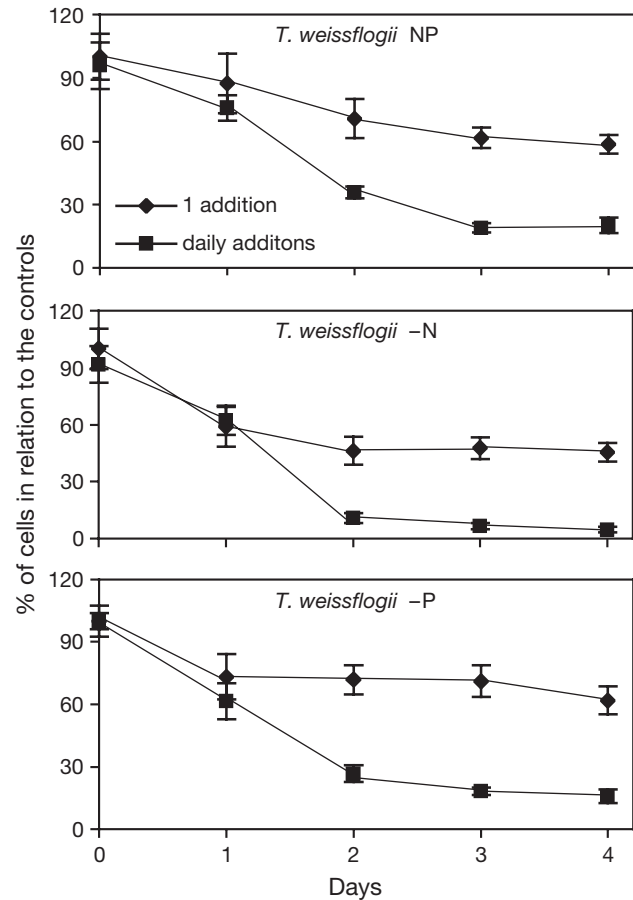 120
T. weissflogii NP
90
60
1 addition
30
daily additons
0
% of cells in relation to the controls
120
T. weissflogii –N
90
60
30
0
120
T. weissflogii –P
90
60
30
0
0 1 2 3 4
Days